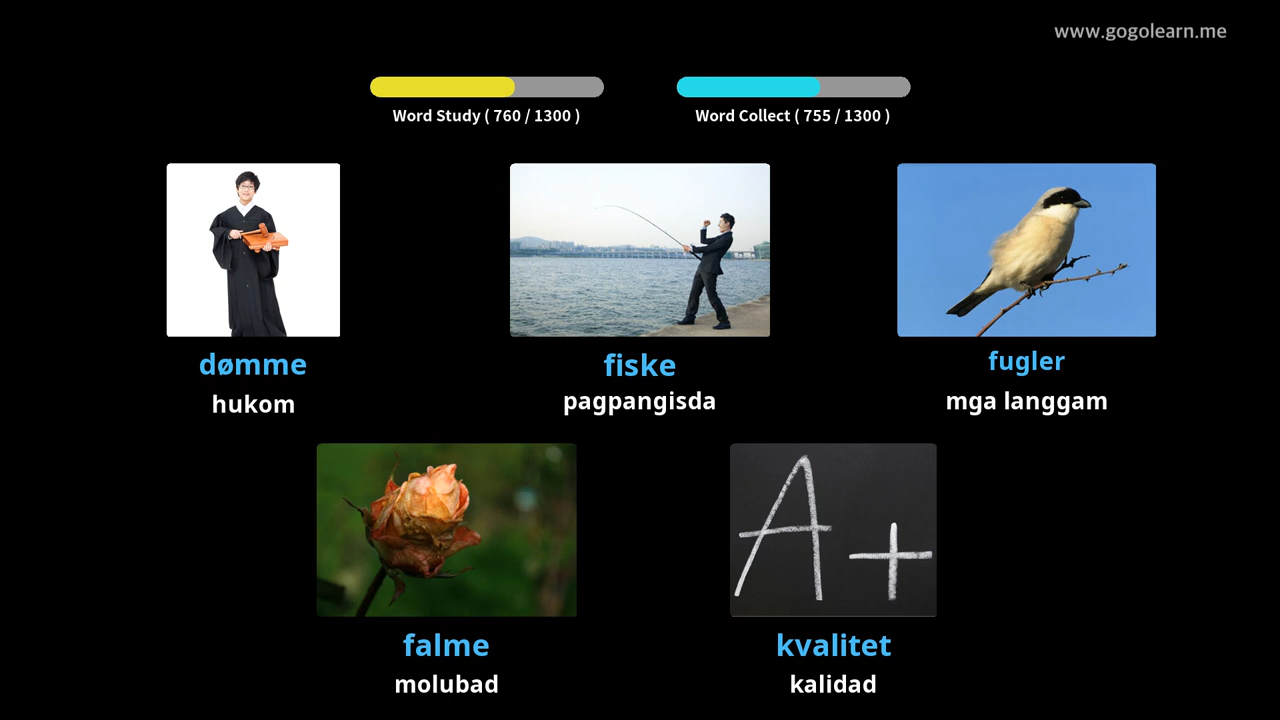 www.gogolearn.me
Word Study ( 760 / 1300 )
Word Collect ( 755 / 1300 )
dømme
hukom
fiske
pagpangisda
fugler
mga langgam
falme
molubad
A+
kvalitet
kalidad